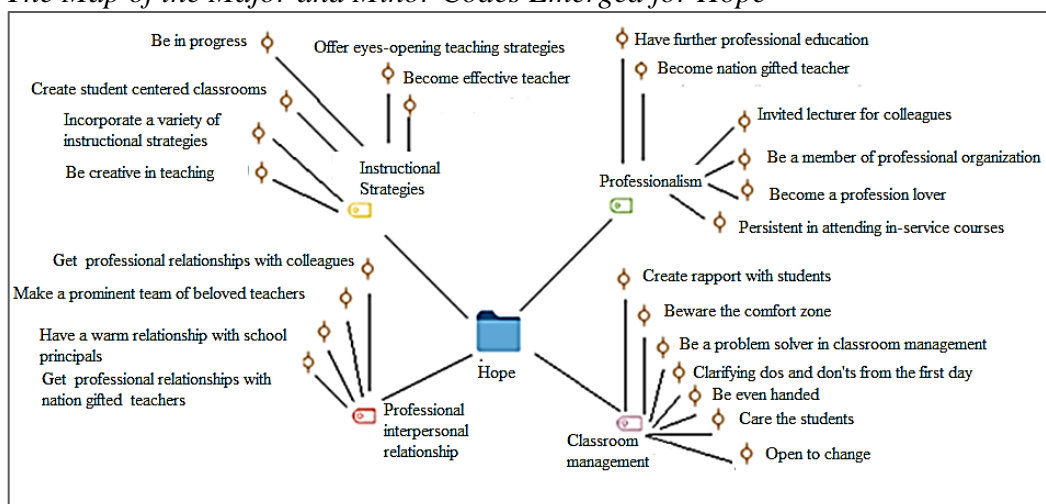 The Map of the Major and Minor Codes Emerged for Hope
Be in progress
Offer eyes-opening teaching strategies
Become effective teacher
Create student centered classrooms
Incorporate a variety of
instructional strategies
Be creative in teaching
Instructional
Strategies
Have further professional education
Become nation gifted teacher
Invited lecturer for colleagues
Be a member of professional organization
Become a profession lover
Persistent in attending in-service courses
Professionalism
Get professional relationships with colleagues
Make a prominent team of beloved teachers
Have a warm relationship with school
principals
Get professional relationships with
nation gifted teachers
Professional
interpersonal
relationship
Hope
Create rapport with students
Beware the comfort zone
Be a problem solver in classroom management
Clarifying dos and don'ts from the first day
Be even handed
Care the students
Open to change
Classroom
management